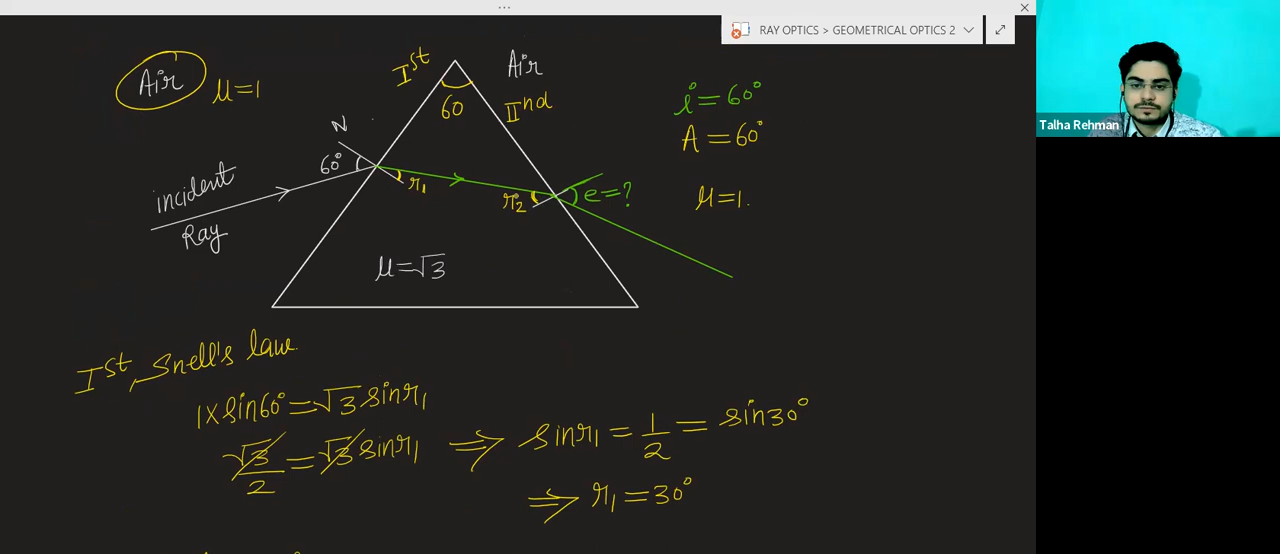 RAY OPTICS > GEOMETRICAL OPTICS 2
Talha Rehman
Air μ=1
Ist
Air
IInd
60
N
60°
incident
Ray
r₁
r₂
e=?
μ=√3
i=60°
A=60°
μ=1.
Ist, Snell's law.
1×sin60°=√3 sinr₁
√3/2=√3 sinr₁ ⇒ sinr₁=1/2=sin30°
⇒ r₁=30°